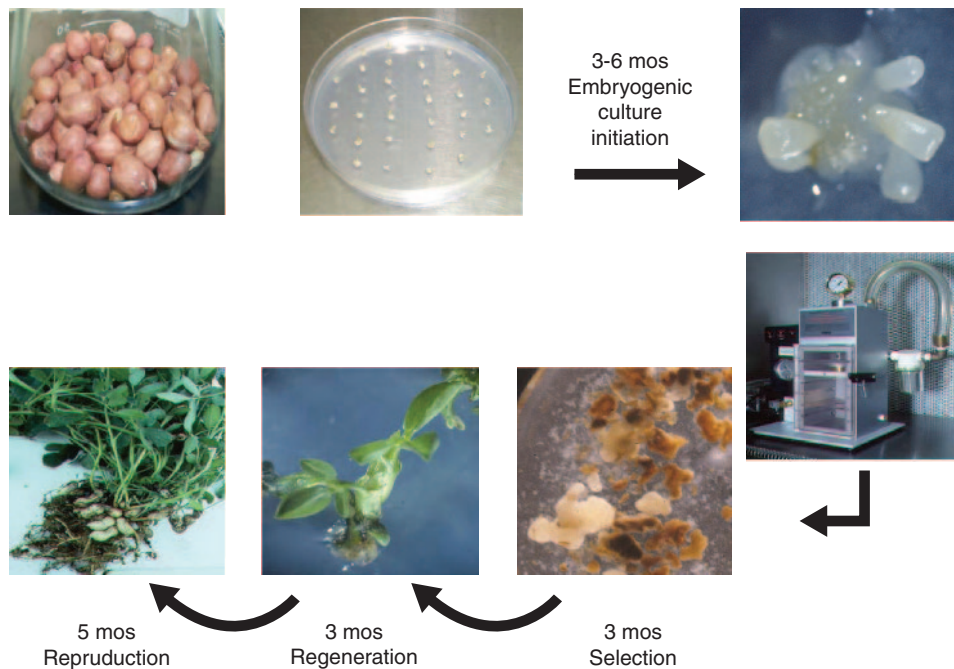 3-6 mos
Embryogenic
culture
initiation
5 mos
Repruduction
3 mos
Regeneration
3 mos
Selection